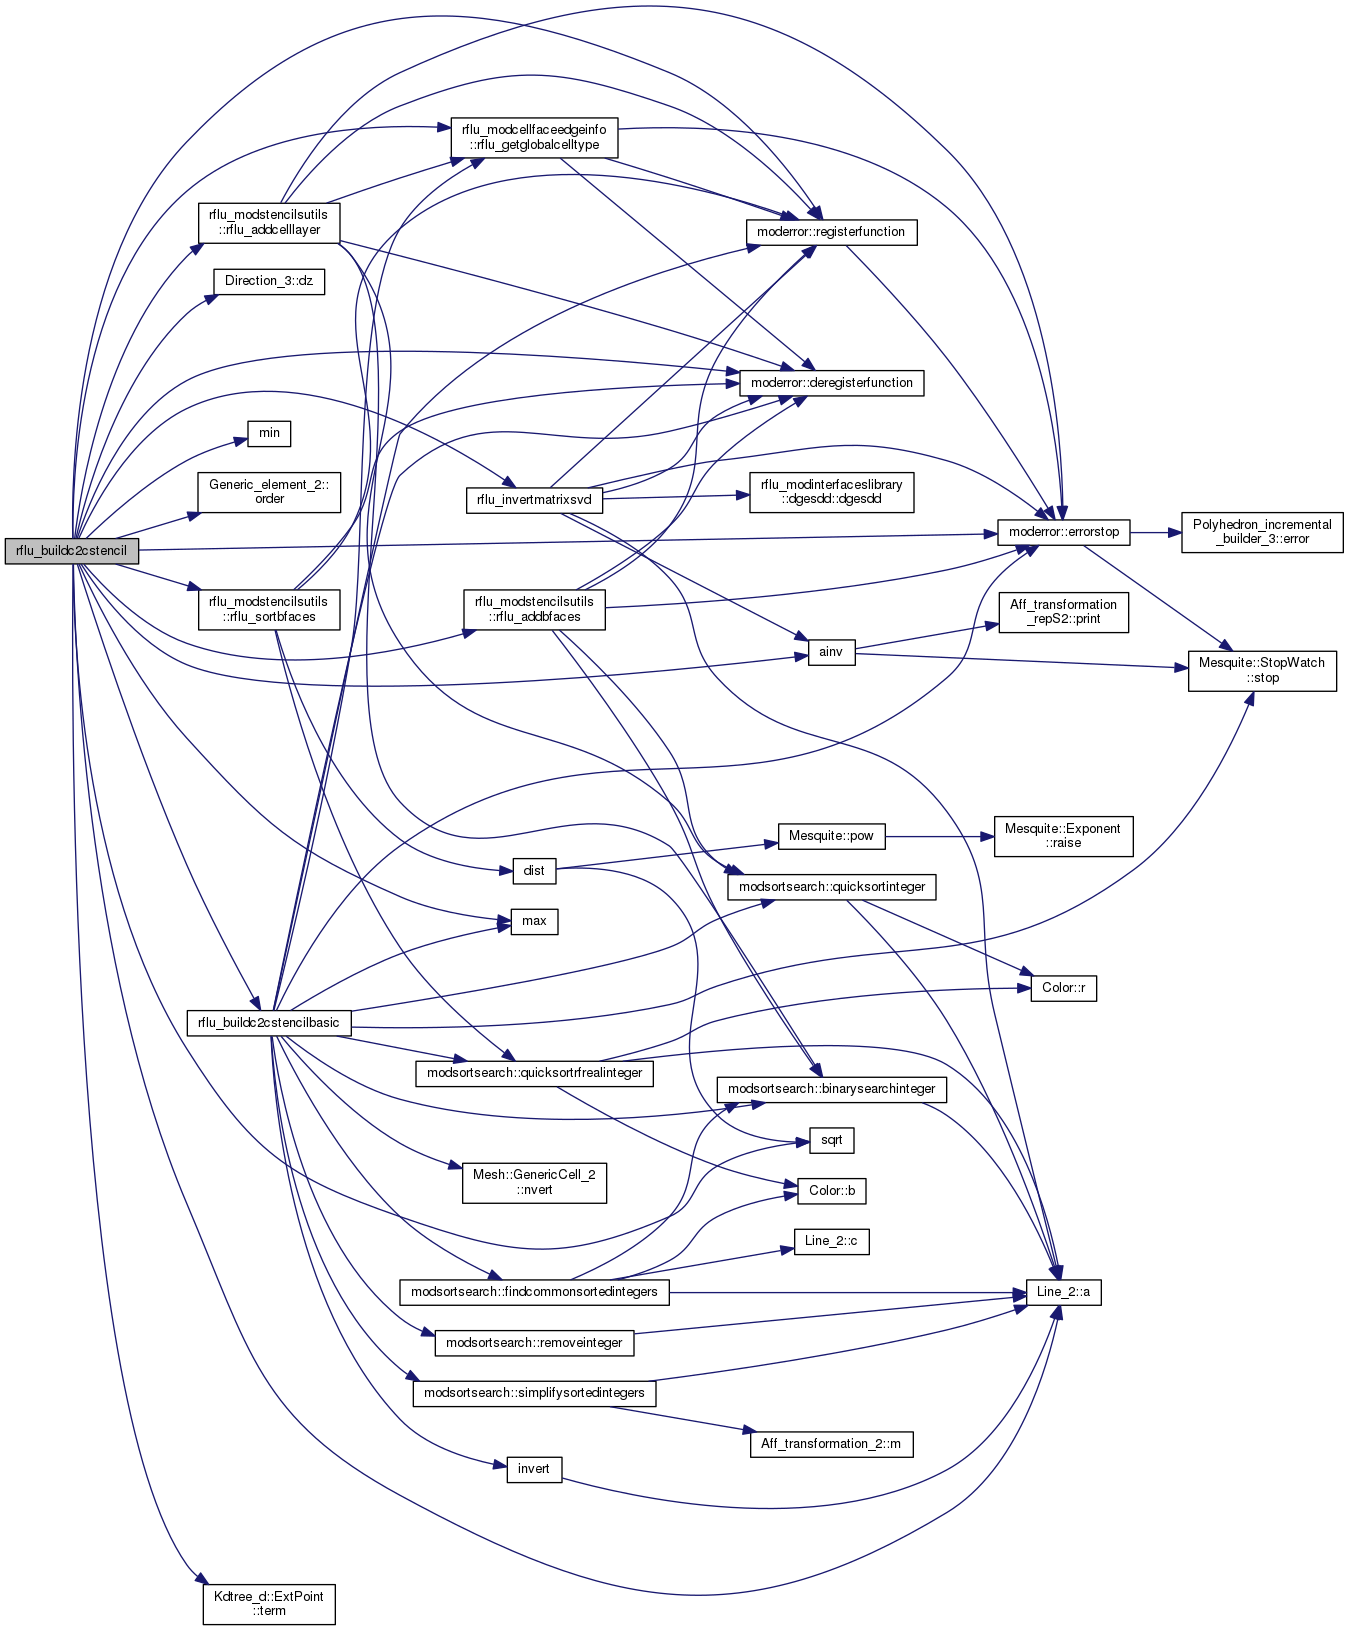 rflu_modcellfaceedgeinfo
::rflu_getglobalcelltype
rflu_modstencilsutils
::rflu_addcelllayer
moderror::registerfunction
Direction_3::dz
moderror::deregisterfunction
min
Generic_element_2::
order
rflu_invertmatrixsvd
rflu_modinterfaceslibrary
::dgesdd::dgesdd
moderror::errorstop
Polyhedron_incremental
_builder_3::error
rflu_buildc2cstencil
rflu_modstencilsutils
::rflu_sortbfaces
rflu_modstencilsutils
::rflu_addbfaces
Aff_transformation
_repS2::print
ainv
Mesquite::StopWatch
::stop
Mesquite::pow
Mesquite::Exponent
::raise
dist
modsortsearch::quicksortinteger
max
Color::r
rflu_buildc2cstencilbasic
modsortsearch::quicksortrfrealinteger
modsortsearch::binarysearchinteger
sqrt
Mesh::GenericCell_2
::nvert
Color::b
Line_2::c
modsortsearch::findcommonsortedintegers
Line_2::a
modsortsearch::removeinteger
modsortsearch::simplifysortedintegers
Aff_transformation_2::m
invert
Kdtree_d::ExtPoint
::term